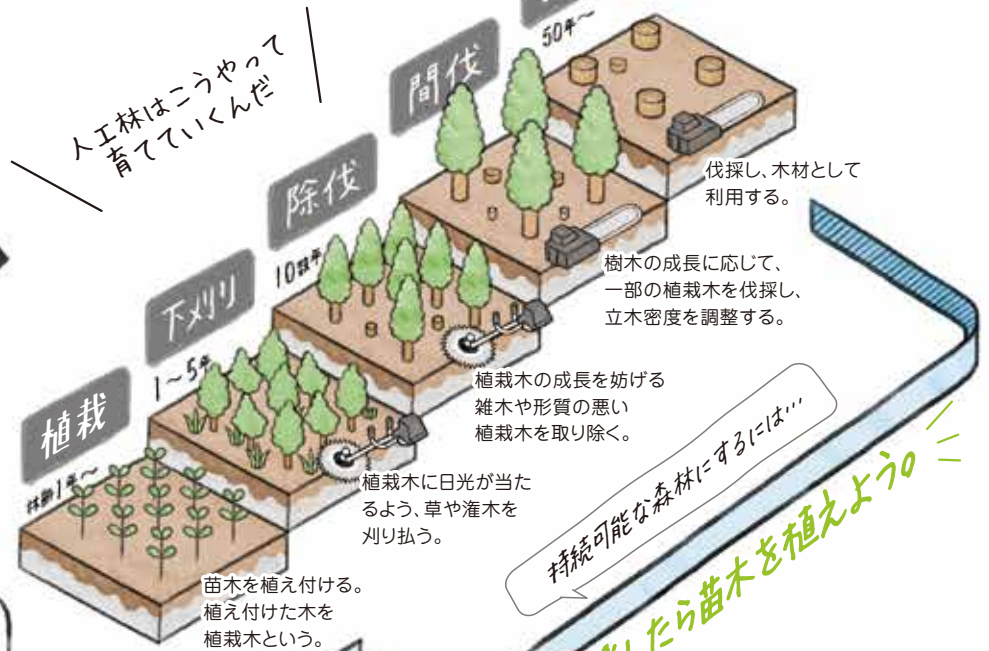 人工林はこうやって
育てていくんだ
植栽
林齢1年〜
苗木を植え付ける。
植え付けた木を
植栽木という。
下刈り
1〜5年
植栽木に日光が当た
るよう、草や潅木を
刈り払う。
除伐
10数年
植栽木の成長を妨げる
雑木や形質の悪い
植栽木を取り除く。
間伐
樹木の成長に応じて、
一部の植栽木を伐採し、
立木密度を調整する。
50年〜
伐採し、木材として
利用する。
持続可能な森林にするには…
したら苗木を植えよう。